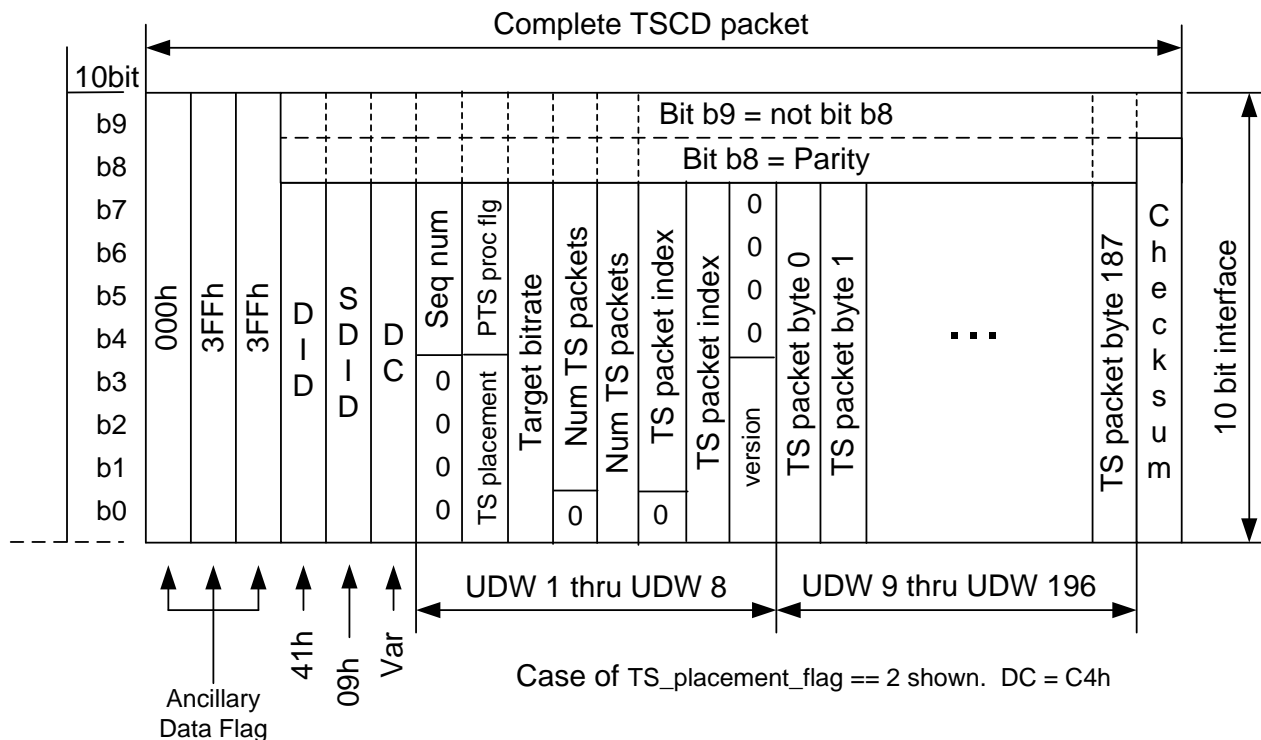 Complete TSCD packet
10bit
b9
b8
b7
b6
b5
b4
b3
b2
b1
b0
Bit b9 = not bit b8
Bit b8 = Parity
000h
3FFh
3FFh
DID
SDID
DC
Seq num
0
0
0
0
PTS proc flg
TS placement
Target bitrate
Num TS packets
0
Num TS packets
TS packet index
0
TS packet index
0
0
0
0
version
TS packet byte 0
TS packet byte 1
...
TS packet byte 187
Checksum
10 bit interface
UDW 1 thru UDW 8
UDW 9 thru UDW 196
41h
09h
Var
Ancillary
Data Flag
Case of TS_placement_flag == 2 shown. DC = C4h